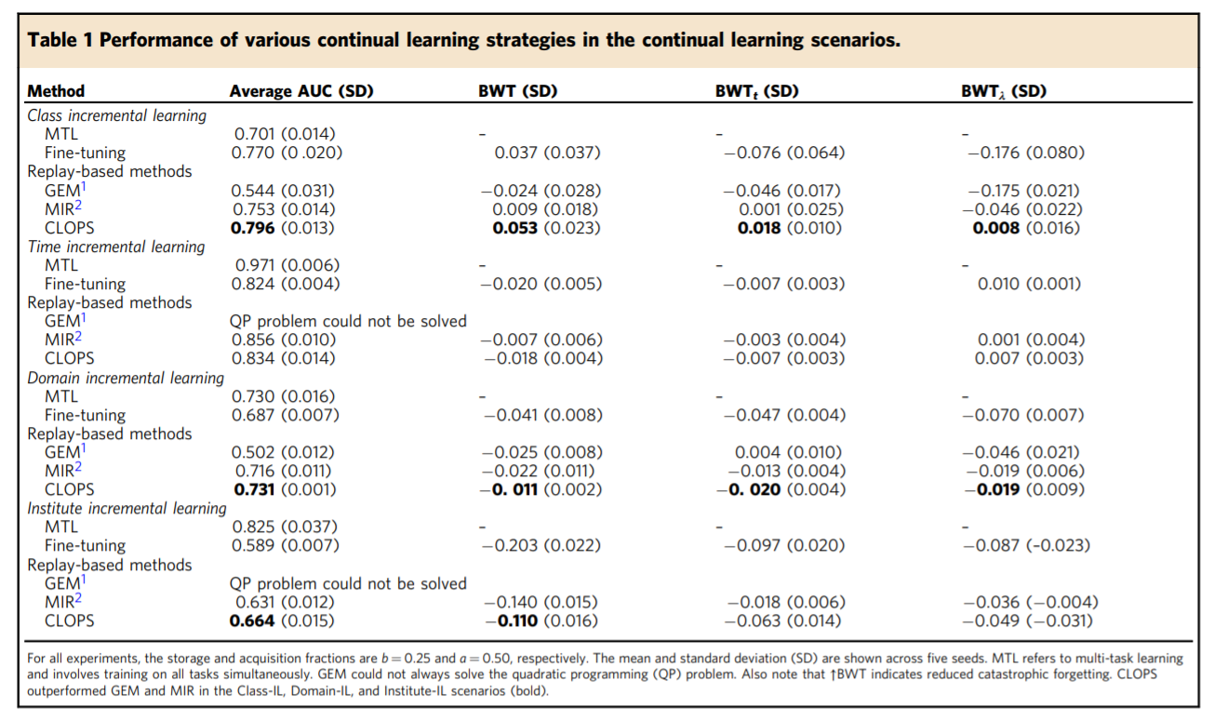 Table 1 Performance of various continual learning strategies in the continual learning scenarios.
Method Average AUC (SD) BWT (SD) BWTt (SD) BWTλ (SD)
Class incremental learning
MTL 0.701 (0.014) – – –
Fine-tuning 0.770 (0 .020) 0.037 (0.037) −0.076 (0.064) −0.176 (0.080)
Replay-based methods
GEM1 0.544 (0.031) −0.024 (0.028) −0.046 (0.017) −0.175 (0.021)
MIR2 0.753 (0.014) 0.009 (0.018) 0.001 (0.025) −0.046 (0.022)
CLOPS 0.796 (0.013) 0.053 (0.023) 0.018 (0.010) 0.008 (0.016)
Time incremental learning
MTL 0.971 (0.006) – – –
Fine-tuning 0.824 (0.004) −0.020 (0.005) −0.007 (0.003) 0.010 (0.001)
Replay-based methods
GEM1 QP problem could not be solved
MIR2 0.856 (0.010) −0.007 (0.006) −0.003 (0.004) 0.001 (0.004)
CLOPS 0.834 (0.014) −0.018 (0.004) −0.007 (0.003) 0.007 (0.003)
Domain incremental learning
MTL 0.730 (0.016) – – –
Fine-tuning 0.687 (0.007) −0.041 (0.008) −0.047 (0.004) −0.070 (0.007)
Replay-based methods
GEM1 0.502 (0.012) −0.025 (0.008) 0.004 (0.010) −0.046 (0.021)
MIR2 0.716 (0.011) −0.022 (0.011) −0.013 (0.004) −0.019 (0.006)
CLOPS 0.731 (0.001) −0. 011 (0.002) −0. 020 (0.004) −0.019 (0.009)
Institute incremental learning
MTL 0.825 (0.037) – – –
Fine-tuning 0.589 (0.007) −0.203 (0.022) −0.097 (0.020) −0.087 (-0.023)
Replay-based methods
GEM1 QP problem could not be solved
MIR2 0.631 (0.012) −0.140 (0.015) −0.018 (0.006) −0.036 (−0.004)
CLOPS 0.664 (0.015) −0.110 (0.016) −0.063 (0.014) −0.049 (−0.031)
For all experiments, the storage and acquisition fractions are b = 0.25 and a = 0.50, respectively. The mean and standard deviation (SD) are shown across five seeds. MTL refers to multi-task learning
and involves training on all tasks simultaneously. GEM could not always solve the quadratic programming (QP) problem. Also note that ↑BWT indicates reduced catastrophic forgetting. CLOPS
outperformed GEM and MIR in the Class-IL, Domain-IL, and Institute-IL scenarios (bold).